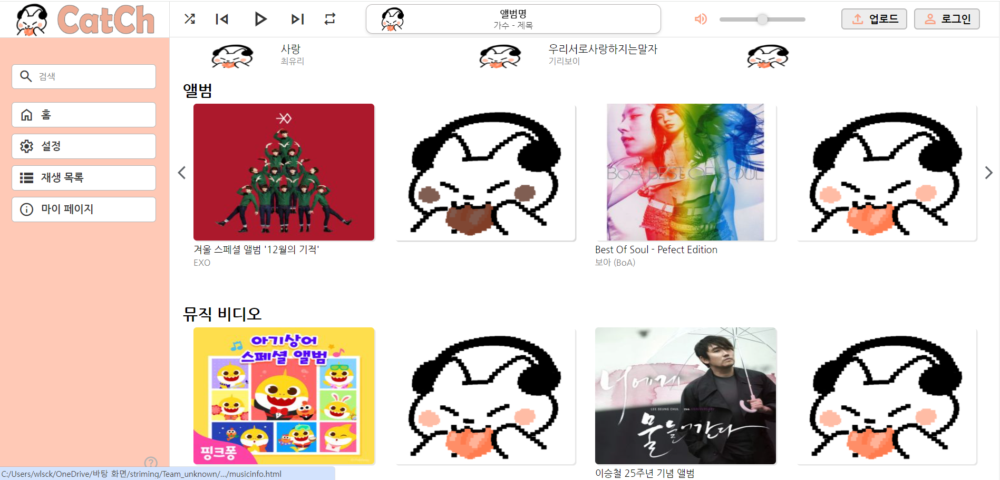 CatCh
앨범명
가수 - 제목
업로드
로그인
검색
홈
설정
재생 목록
마이 페이지
사랑
최유리
우리서로사랑하지는말자
기리보이
앨범
BoA BEST OF SOUL
겨울 스페셜 앨범 '12월의 기적'
EXO
Best Of Soul - Pefect Edition
보아 (BoA)
뮤직 비디오
아기상어
스페셜 앨범
핑크퐁
너에게
LEE SEUNG CHUL 25th ANNIVERSARY
물들어간다
이승철 25주년 기념 앨범
C:/Users/wlsck/OneDrive/바탕 화면/striming/Team_unknown/.../musicinfo.html